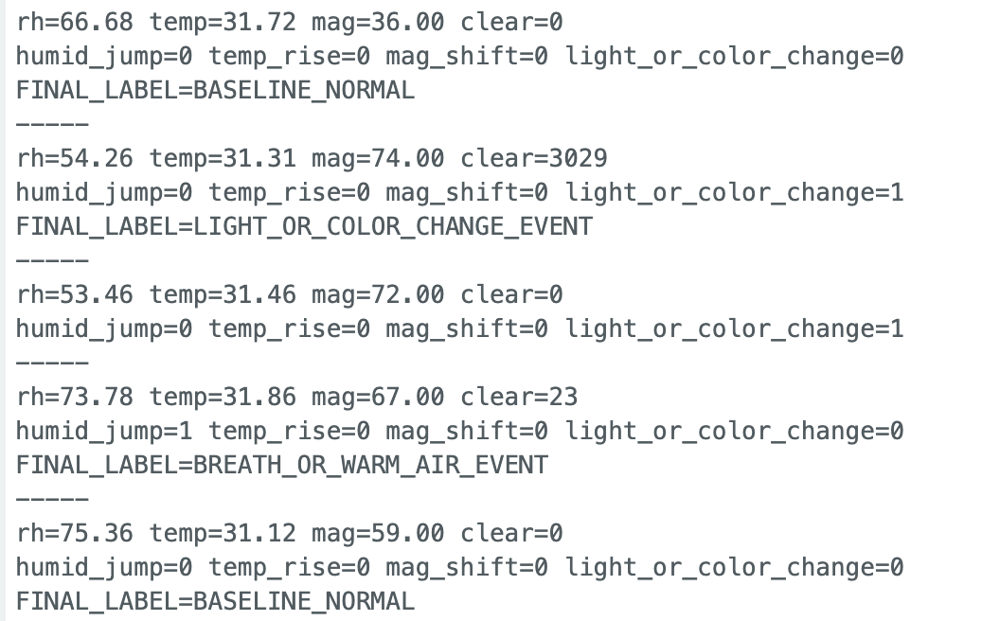 rh=66.68 temp=31.72 mag=36.00 clear=0
humid_jump=0 temp_rise=0 mag_shift=0 light_or_color_change=0
FINAL_LABEL=BASELINE_NORMAL
-----
rh=54.26 temp=31.31 mag=74.00 clear=3029
humid_jump=0 temp_rise=0 mag_shift=0 light_or_color_change=1
FINAL_LABEL=LIGHT_OR_COLOR_CHANGE_EVENT
-----
rh=53.46 temp=31.46 mag=72.00 clear=0
humid_jump=0 temp_rise=0 mag_shift=0 light_or_color_change=1
-----
rh=73.78 temp=31.86 mag=67.00 clear=23
humid_jump=1 temp_rise=0 mag_shift=0 light_or_color_change=0
FINAL_LABEL=BREATH_OR_WARM_AIR_EVENT
-----
rh=75.36 temp=31.12 mag=59.00 clear=0
humid_jump=0 temp_rise=0 mag_shift=0 light_or_color_change=0
FINAL_LABEL=BASELINE_NORMAL